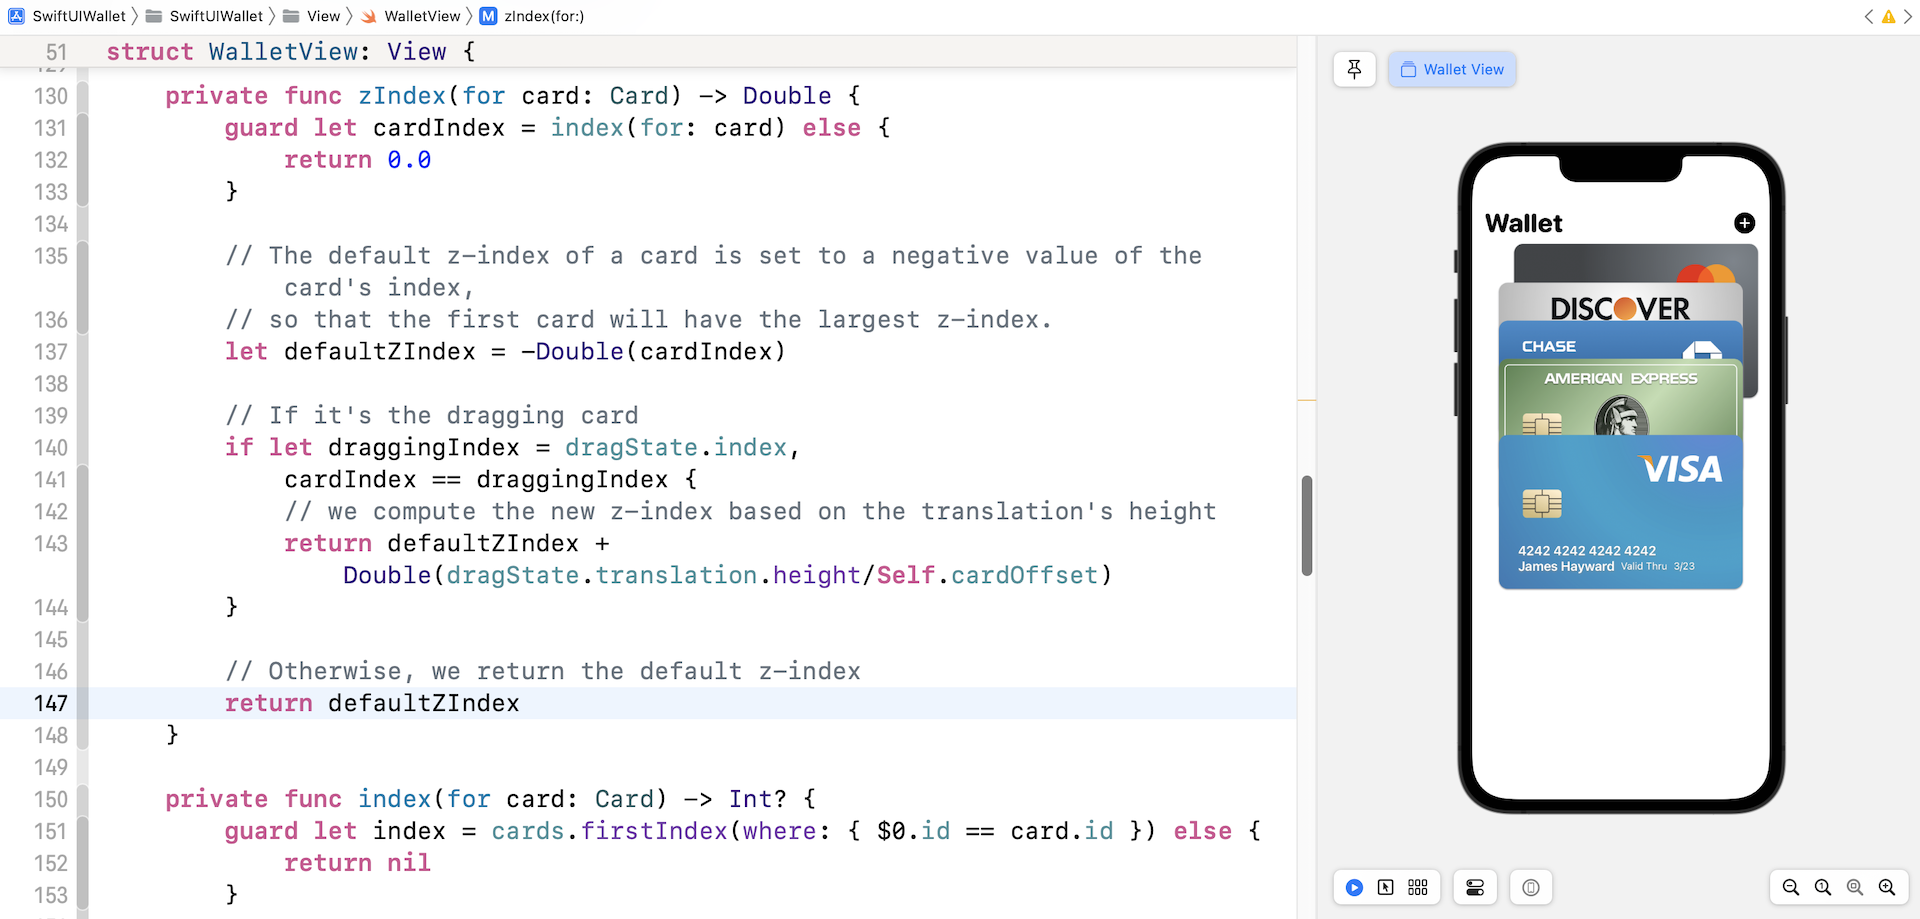 SwiftUIWallet SwiftUIWallet View WalletView M zIndex(for:)
51 struct WalletView: View {
130 private func zIndex(for card: Card) -> Double {
131 guard let cardIndex = index(for: card) else {
132 return 0.0
133 }
134
135 // The default z-index of a card is set to a negative value of the
card's index,
136 // so that the first card will have the largest z-index.
137 let defaultZIndex = -Double(cardIndex)
138
139 // If it's the dragging card
140 if let draggingIndex = dragState.index,
141 cardIndex == draggingIndex {
142 // we compute the new z-index based on the translation's height
143 return defaultZIndex +
Double(dragState.translation.height/Self.cardOffset)
144 }
145
146 // Otherwise, we return the default z-index
147 return defaultZIndex
148 }
149
150 private func index(for card: Card) -> Int? {
151 guard let index = cards.firstIndex(where: { $0.id == card.id }) else {
152 return nil
153 }
Wallet View
Wallet
DISCOVER
CHASE
AMERICAN EXPRESS
VISA
4242 4242 4242 4242
James Hayward Valid Thru 3/23